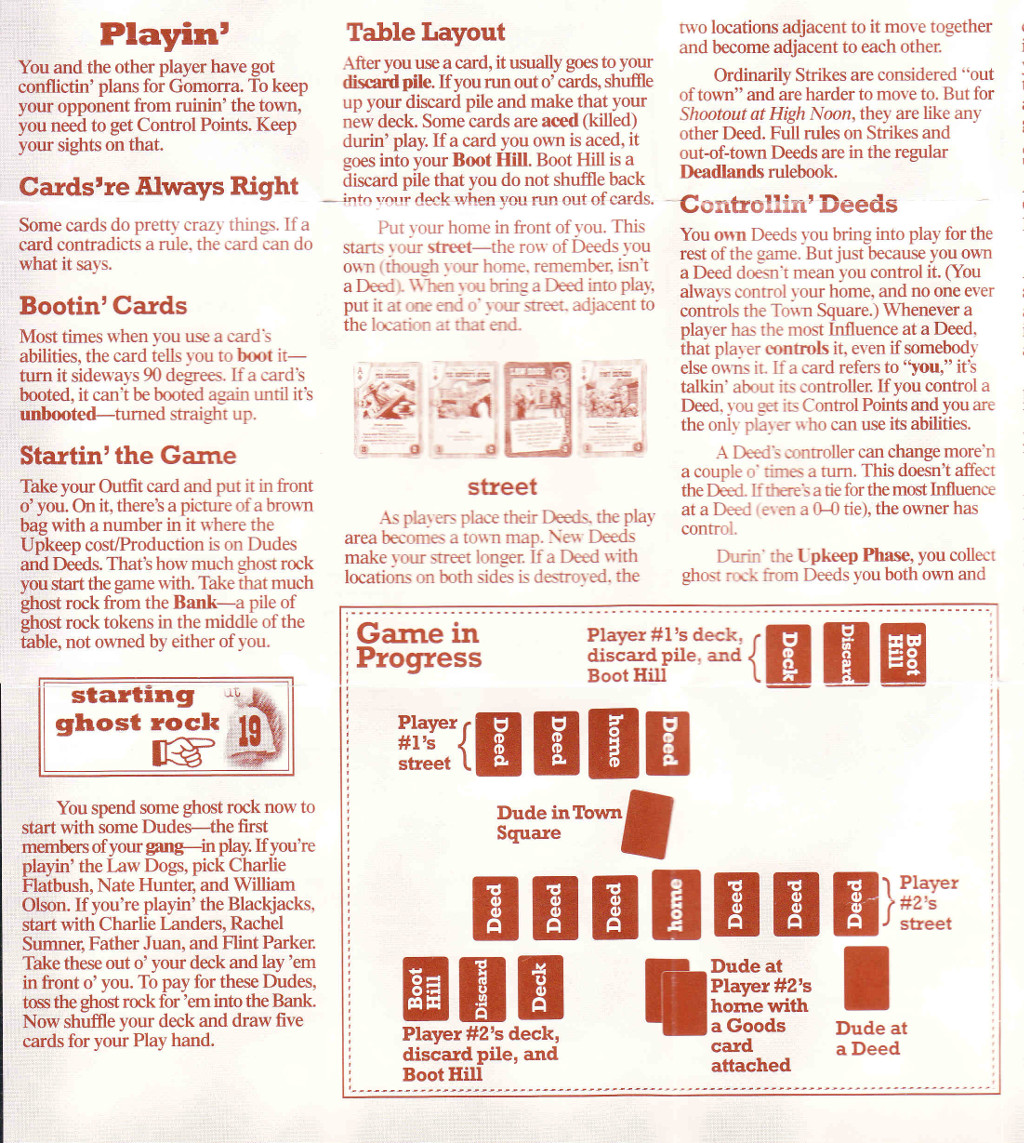 Playin'
You and the other player have got
conflictin' plans for Gomorra. To keep
your opponent from ruinin' the town,
you need to get Control Points. Keep
your sights on that.
Cards're Always Right
Some cards do pretty crazy things. If a
card contradicts a rule, the card can do
what it says.
Bootin' Cards
Most times when you use a card's
abilities, the card tells you to boot it—
turn it sideways 90 degrees. If a card's
booted, it can't be booted again until it's
unbooted—turned straight up.
Startin' the Game
Take your Outfit card and put it in front
o' you. On it, there's a picture of a brown
bag with a number in it where the
Upkeep cost/Production is on Dudes
and Deeds. That's how much ghost rock
you start the game with. Take that much
ghost rock from the Bank—a pile of
ghost rock tokens in the middle of the
table, not owned by either of you.
starting
ghost rock
19
You spend some ghost rock now to
start with some Dudes—the first
members of your gang—in play. If you're
playin' the Law Dogs, pick Charlie
Flatbush, Nate Hunter, and William
Olson. If you're playin' the Blackjacks,
start with Charlie Landers, Rachel
Sumner, Father Juan, and Flint Parker.
Take these out o' your deck and lay 'em
in front o' you. To pay for these Dudes,
toss the ghost rock for 'em into the Bank.
Now shuffle your deck and draw five
cards for your Play hand.
Table Layout
After you use a card, it usually goes to your
discard pile. If you run out o' cards, shuffle
up your discard pile and make that your
new deck. Some cards are aced (killed)
durin' play. If a card you own is aced, it
goes into your Boot Hill. Boot Hill is a
discard pile that you do not shuffle back
into your deck when you run out of cards.
Put your home in front of you. This
starts your street—the row of Deeds you
own (though your home, remember, isn't
a Deed). When you bring a Deed into play,
put it at one end o' your street, adjacent to
the location at that end.
LAW DOGS
street
As players place their Deeds, the play
area becomes a town map. New Deeds
make your street longer. If a Deed with
locations on both sides is destroyed, the
two locations adjacent to it move together
and become adjacent to each other.
Ordinarily Strikes are considered "out
of town" and are harder to move to. But for
Shootout at High Noon, they are like any
other Deed. Full rules on Strikes and
out-of-town Deeds are in the regular
Deadlands rulebook.
Controllin' Deeds
You own Deeds you bring into play for the
rest of the game. But just because you own
a Deed doesn't mean you control it. (You
always control your home, and no one ever
controls the Town Square.) Whenever a
player has the most Influence at a Deed,
that player controls it, even if somebody
else owns it. If a card refers to "you," it's
talkin' about its controller. If you control a
Deed, you get its Control Points and you are
the only player who can use its abilities.
A Deed's controller can change more'n
a couple o' times a turn. This doesn't affect
the Deed. If there's a tie for the most Influence
at a Deed (even a 0–0 tie), the owner has
control.
Durin' the Upkeep Phase, you collect
ghost rock from Deeds you both own and
Game in
Progress
Player #1's deck,
discard pile, and
Boot Hill
Deck
Discard
Boot
Hill
Player
#1's
street
Deed
Deed
home
Deed
Dude in Town
Square
Deed
Deed
Deed
home
Deed
Deed
Deed
Player
#2's
street
Boot
Hill
Discard
Deck
Player #2's deck,
discard pile, and
Boot Hill
Dude at
Player #2's
home with
a Goods
card
attached
Dude at
a Deed